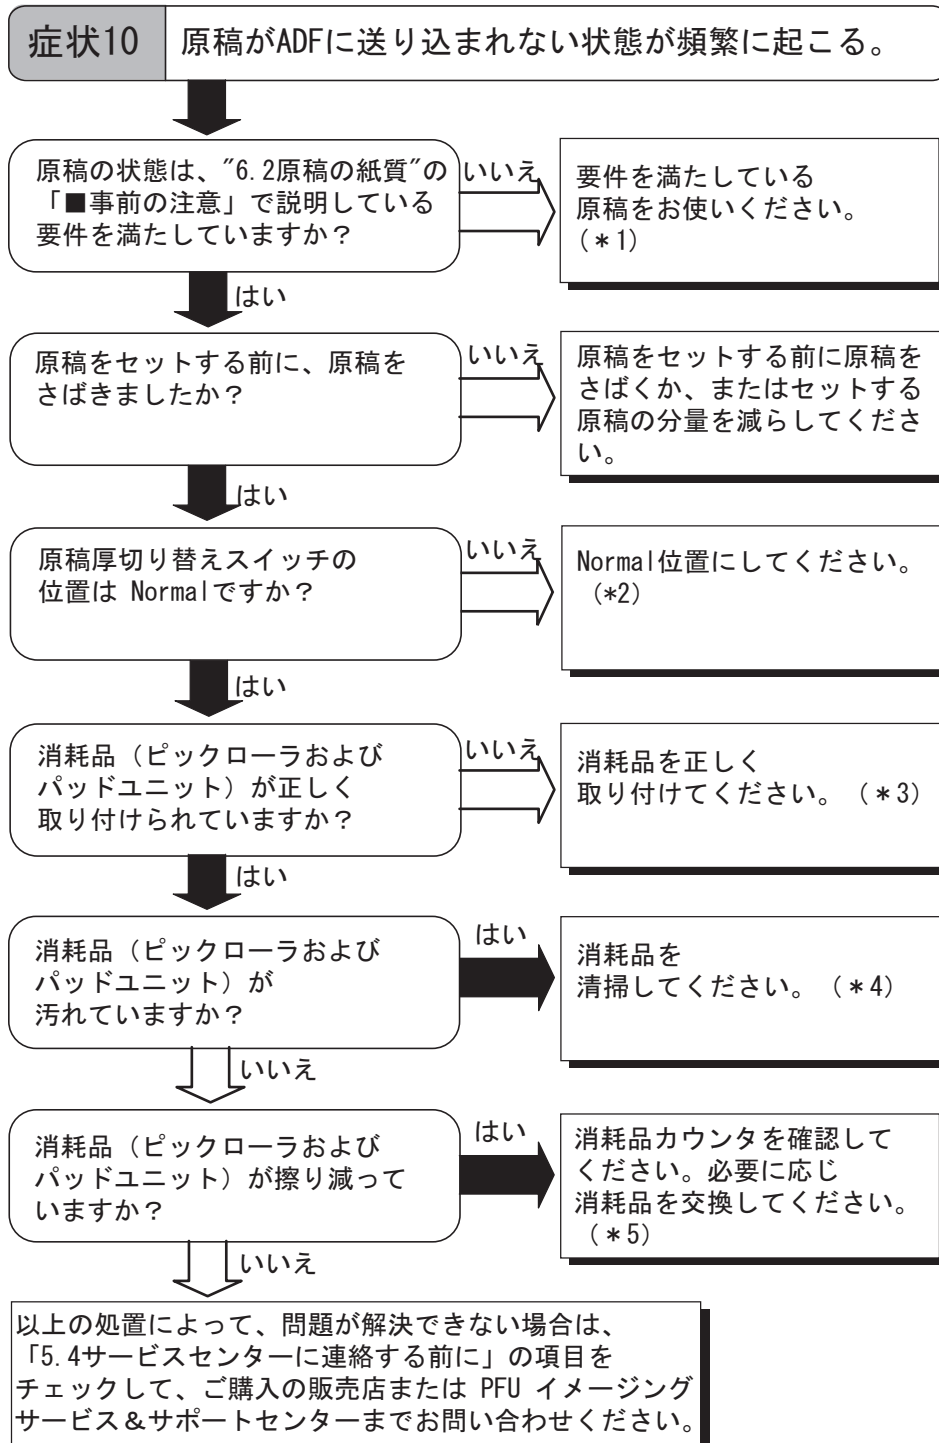 症状10
原稿がADFに送り込まれない状態が頻繁に起こる。
原稿の状態は、"6.2原稿の紙質"の
「■事前の注意」で説明している
要件を満たしていますか？
いいえ
要件を満たしている
原稿をお使いください。
(＊1)
はい
原稿をセットする前に、原稿を
さばきましたか？
いいえ
原稿をセットする前に原稿を
さばくか、またはセットする
原稿の分量を減らしてくださ
い。
はい
原稿厚切り替えスイッチの
位置は Normalですか？
いいえ
Normal位置にしてください。
(*2)
はい
消耗品（ピックローラおよび
パッドユニット）が正しく
取り付けられていますか？
いいえ
消耗品を正しく
取り付けてください。（＊3）
はい
消耗品（ピックローラおよび
パッドユニット）が
汚れていますか？
はい
消耗品を
清掃してください。（＊4）
いいえ
消耗品（ピックローラおよび
パッドユニット）が擦り減って
いますか？
はい
消耗品カウンタを確認して
ください。必要に応じ
消耗品を交換してください。
（＊5）
いいえ
以上の処置によって、問題が解決できない場合は、
「5.4サービスセンターに連絡する前に」の項目を
チェックして、ご購入の販売店または PFU イメージング
サービス＆サポートセンターまでお問い合わせください。